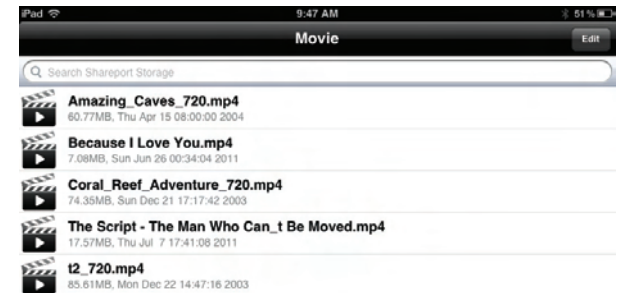 iPad 9:47 AM 51%
Movie Edit
Search Shareport Storage
Amazing_Caves_720.mp4
60.77MB, Thu Apr 15 08:00:00 2004
Because I Love You.mp4
7.08MB, Sun Jun 26 00:34:04 2011
Coral_Reef_Adventure_720.mp4
74.35MB, Sun Dec 21 17:17:42 2003
The Script - The Man Who Can_t Be Moved.mp4
17.57MB, Thu Jul 7 17:41:08 2011
t2_720.mp4
85.61MB, Mon Dec 22 14:47:16 2003